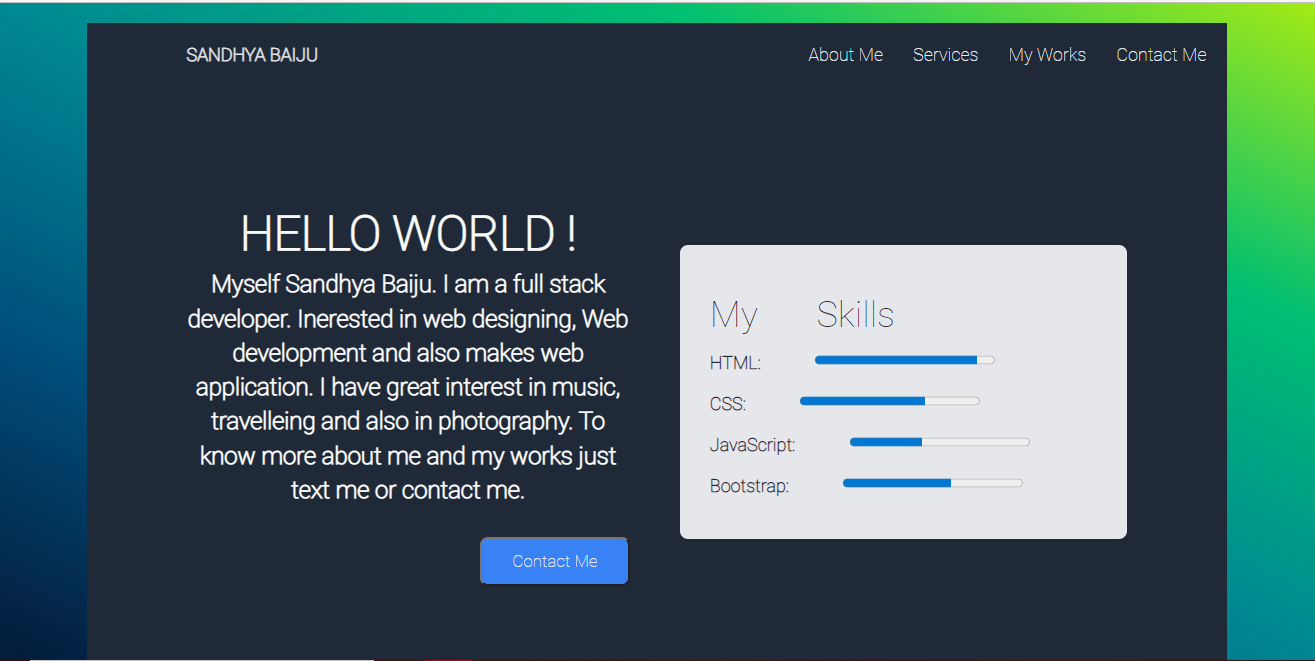 SANDHYA BAIJU
About Me Services My Works Contact Me
HELLO WORLD !
Myself Sandhya Baiju. I am a full stack
developer. Inerested in web designing, Web
development and also makes web
application. I have great interest in music,
travelleing and also in photography. To
know more about me and my works just
text me or contact me.
Contact Me
My Skills
HTML:
CSS:
JavaScript:
Bootstrap: